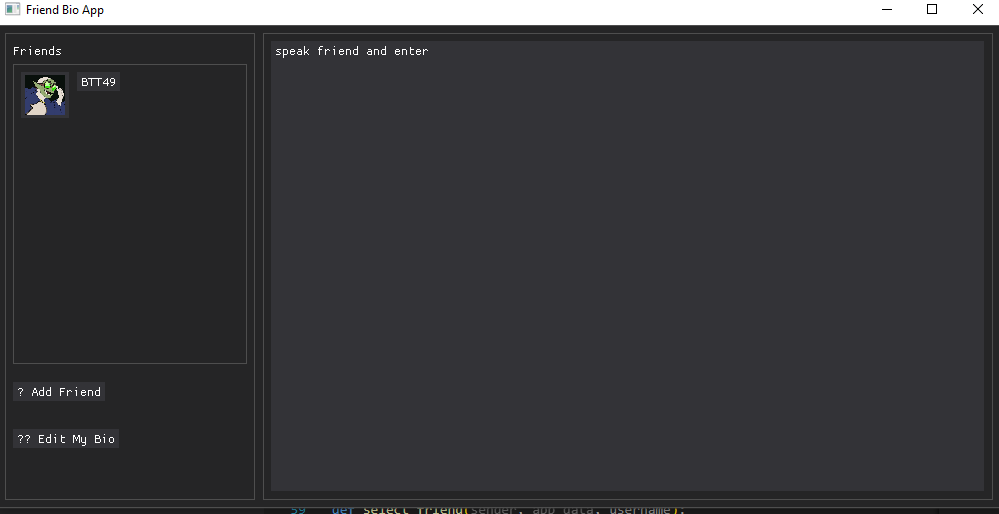 Friend Bio App
Friends
BTT49
? Add Friend
?? Edit My Bio
speak friend and enter
59 def select_friend(sender, app_data, username):